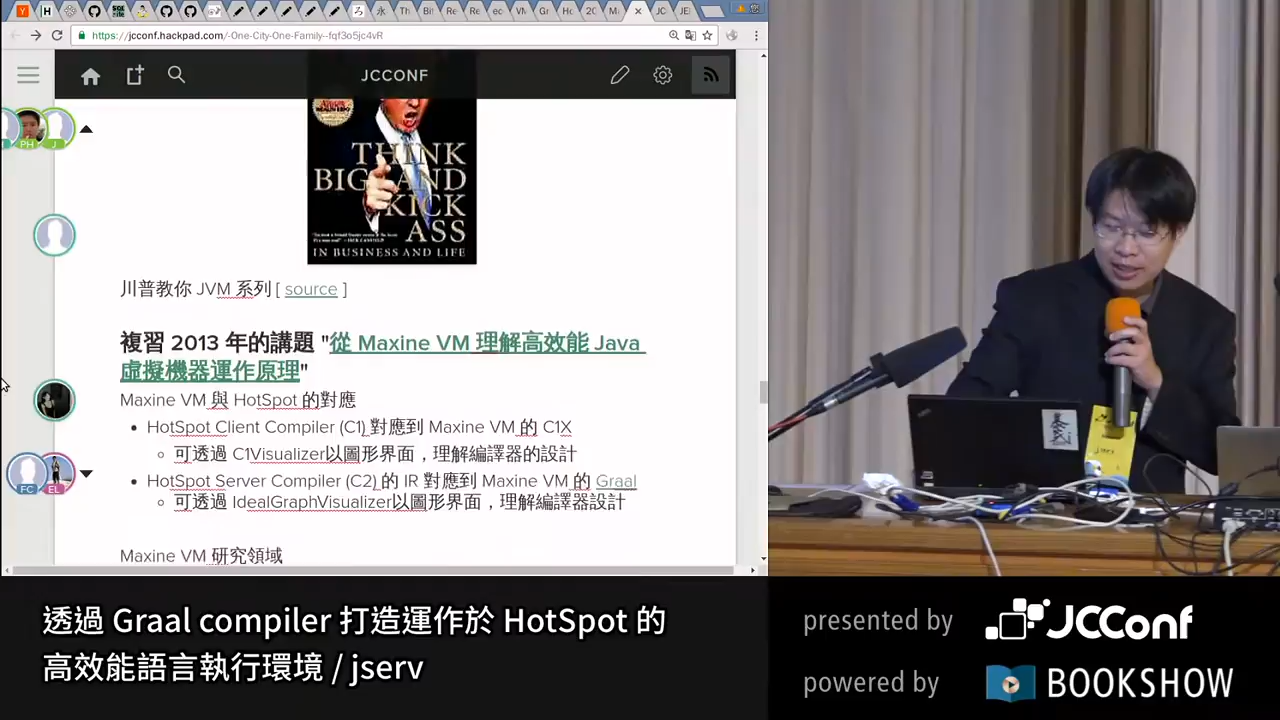 https://jcconf.hackpad.com/-One-City-One-Family--fqf3o5jc4vR
JCCONF
PH
J
THINK
BIG AND
KICK
ASS
IN BUSINESS AND LIFE
川普教你 JVM 系列 [ source ]
複習 2013 年的講題 "從 Maxine VM 理解高效能 Java
虛擬機器運作原理"
Maxine VM 與 HotSpot 的對應
HotSpot Client Compiler (C1) 對應到 Maxine VM 的 C1X
可透過 C1Visualizer以圖形界面，理解編譯器的設計
HotSpot Server Compiler (C2) 的 IR 對應到 Maxine VM 的 Graal
可透過 IdealGraphVisualizer以圖形界面，理解編譯器設計
FC
EL
Maxine VM 研究領域
透過 Graal compiler 打造運作於 HotSpot 的
高效能語言執行環境 / jserv
presented by JCConf
powered by BOOKSHOW